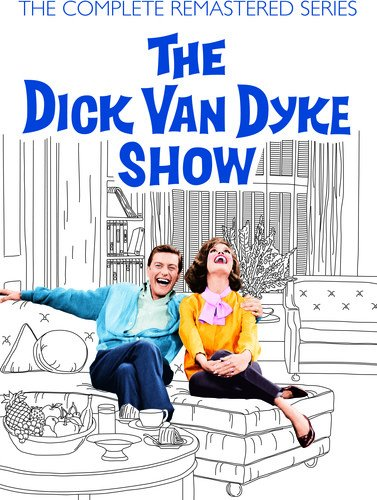 THE COMPLETE REMASTERED SERIES
THE
DICK VAN DYKE
SHOW